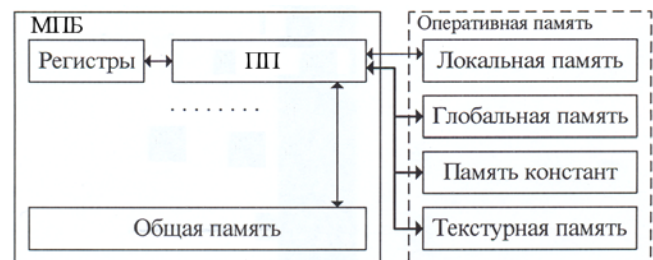 МПБ
Оперативная память
Регистры
ПП
Локальная память
Глобальная память
Память констант
Общая память
Текстурная память